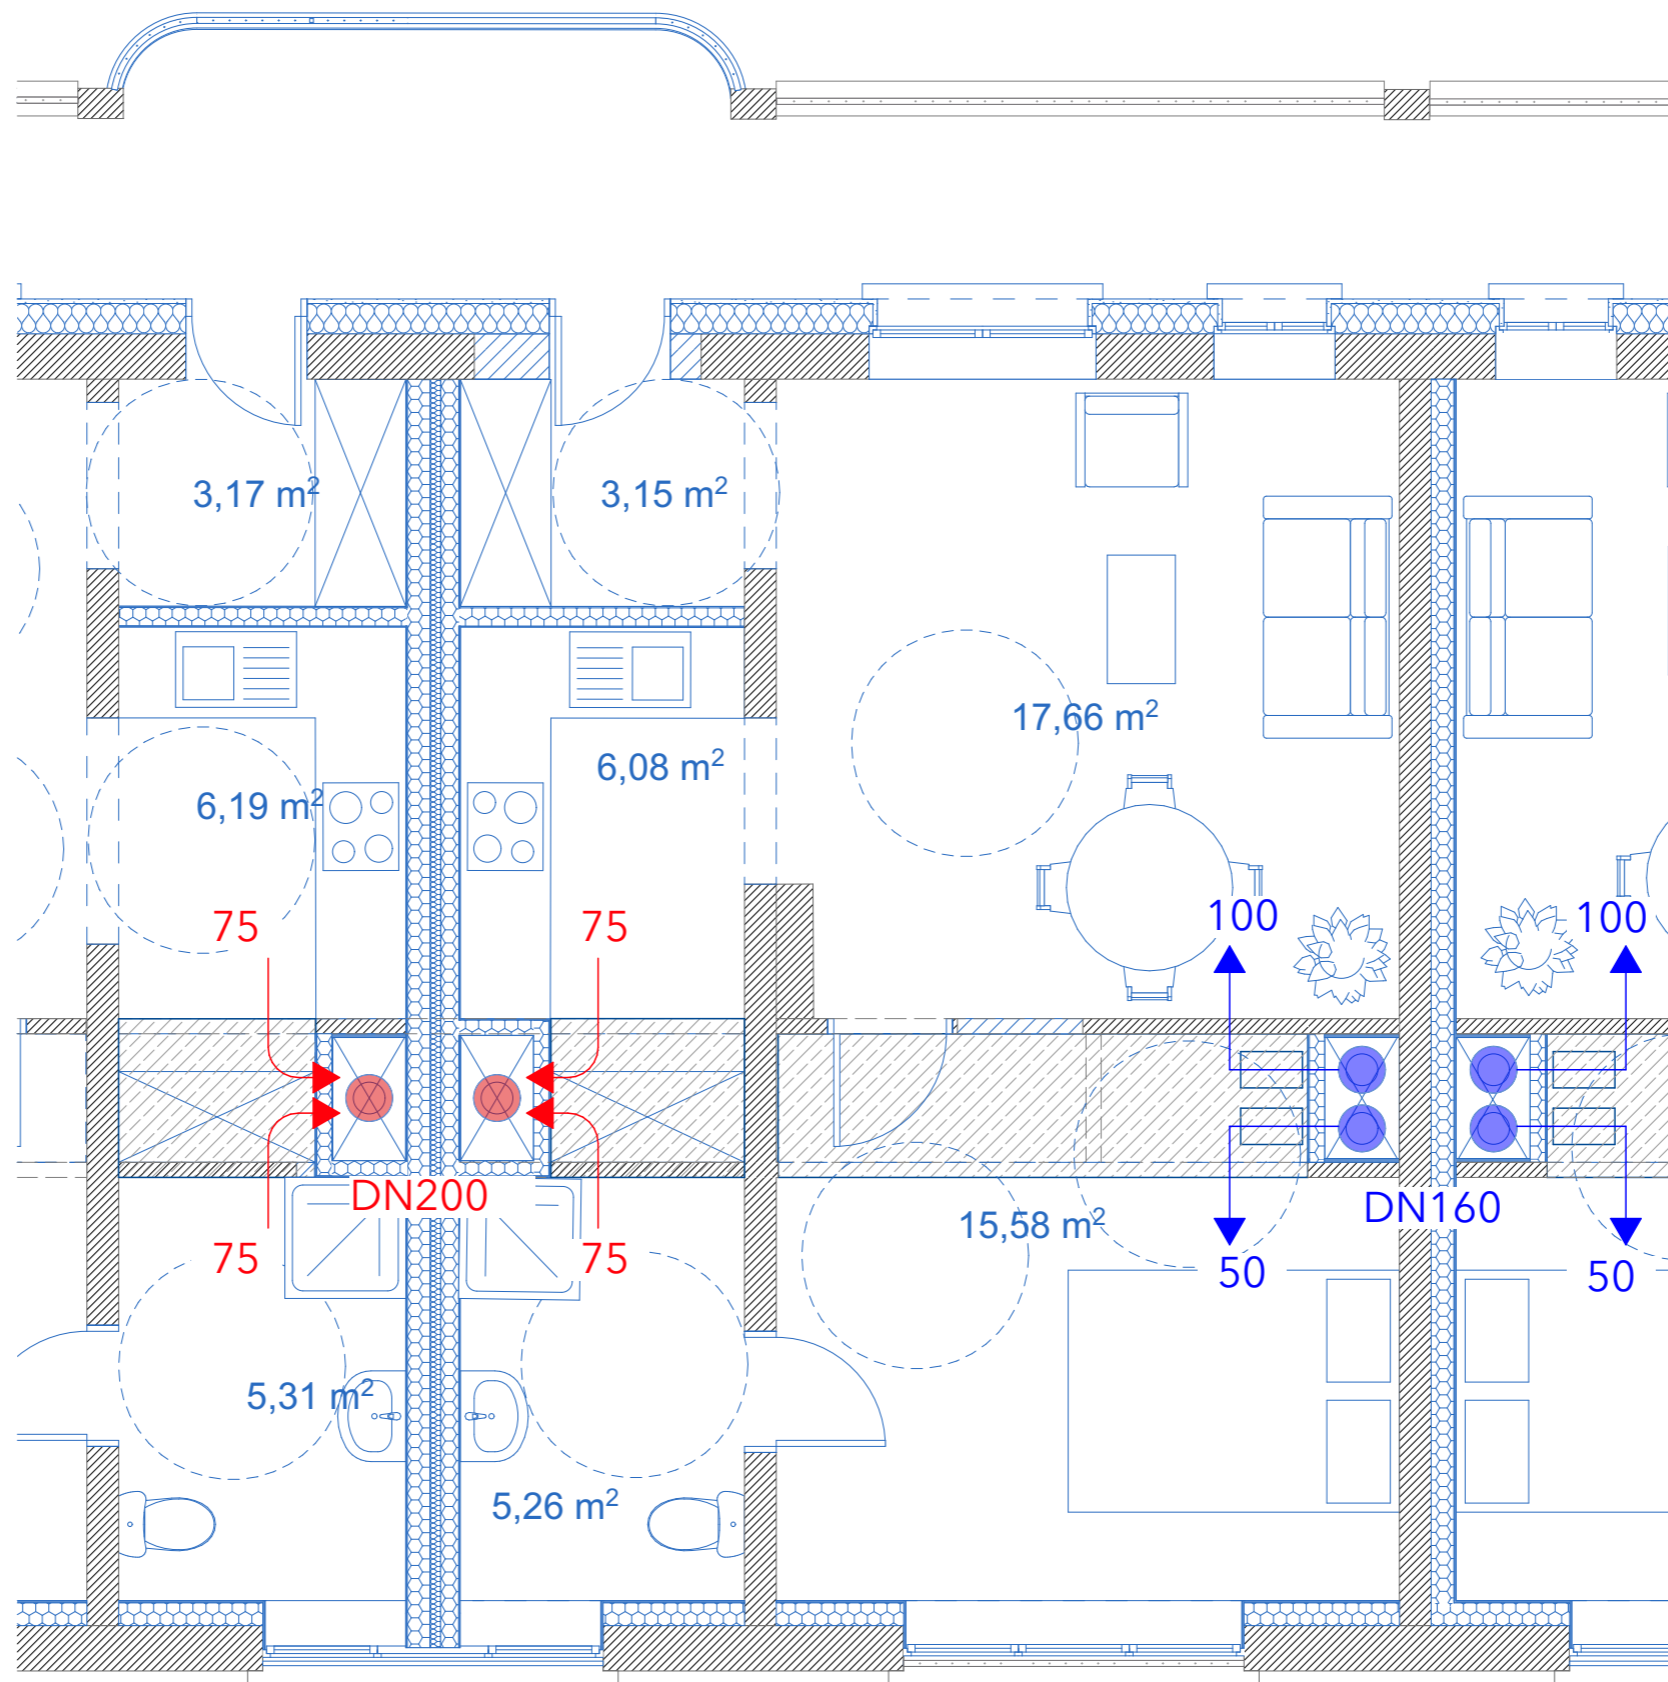 3,17 m²
3,15 m²
17,66 m²
6,08 m²
6,19 m²
75
75
100
100
DN200
DN160
15,58 m²
75
75
50
50
5,31 m²
5,26 m²